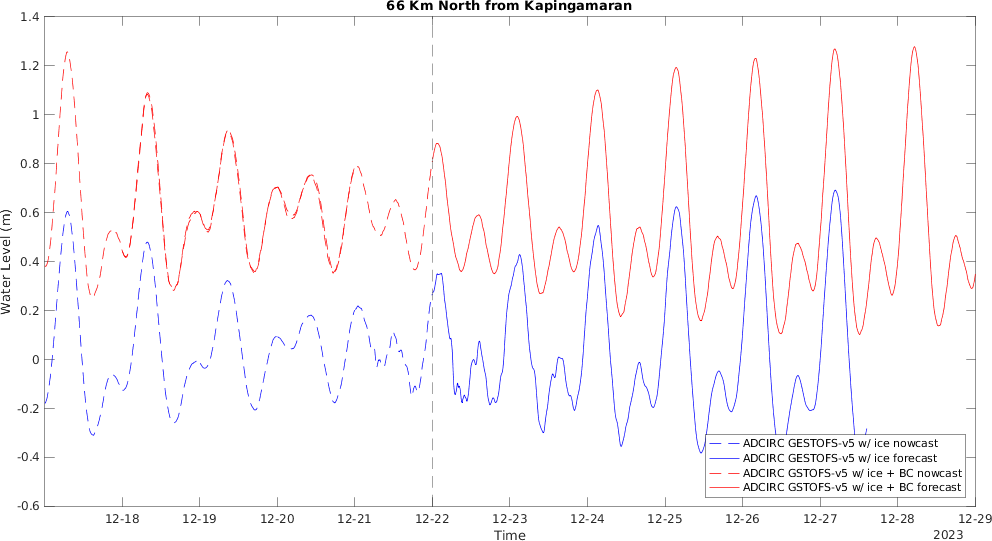 66 Km North from Kapingamaran
Water Level (m)
1.4
1.2
1
0.8
0.6
0.4
0.2
0
-0.2
-0.4
-0.6
ADCIRC GESTOFS-v5 w/ ice nowcast
ADCIRC GESTOFS-v5 w/ ice forecast
ADCIRC GSTOFS-v5 w/ ice + BC nowcast
ADCIRC GSTOFS-v5 w/ ice + BC forecast
12-18 12-19 12-20 12-21 12-22 12-23 12-24 12-25 12-26 12-27 12-28 12-29
Time
2023